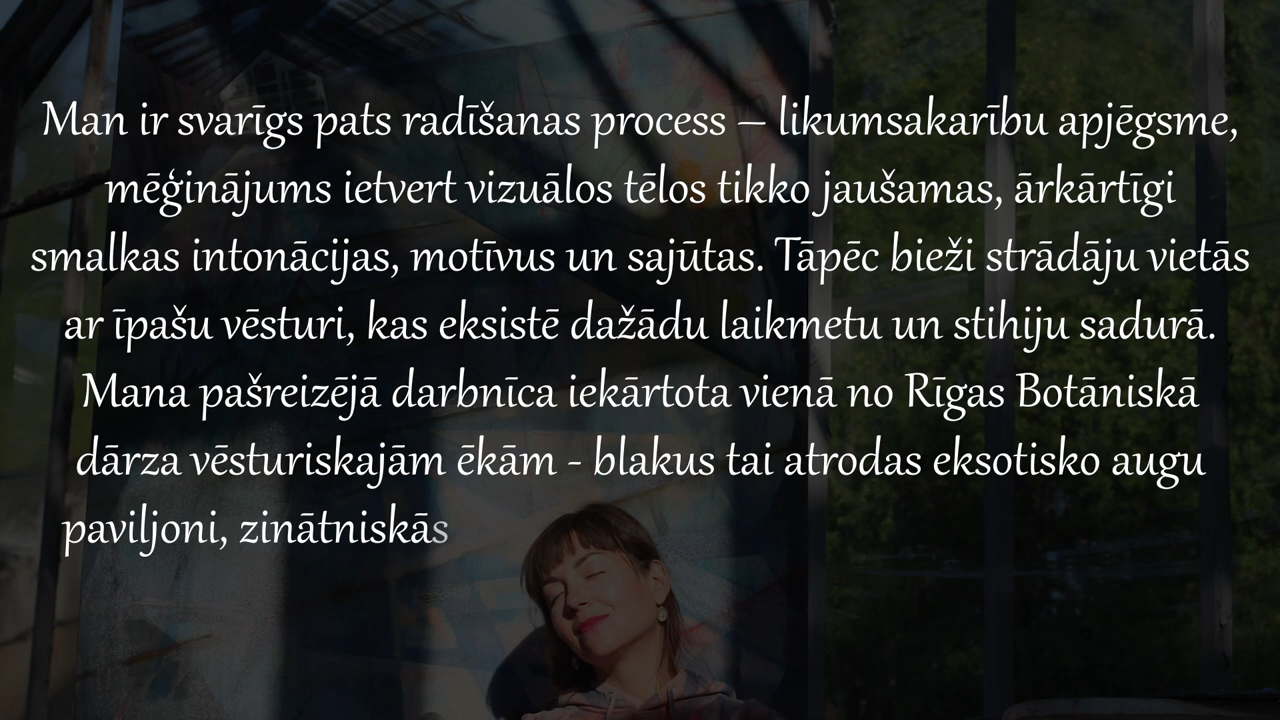 Man ir svarīgs pats radīšanas process – likumsakarību apjēgsme,
mēģinājums ietvert vizuālos tēlos tikko jaušamas, ārkārtīgi
smalkas intonācijas, motīvus un sajūtas. Tāpēc bieži strādāju vietās
ar īpašu vēsturi, kas eksistē dažādu laikmetu un stihiju sadurā.
Mana pašreizējā darbnīca iekārtota vienā no Rīgas Botāniskā
dārza vēsturiskajām ēkām - blakus tai atrodas eksotisko augu
paviljoni, zinātniskās